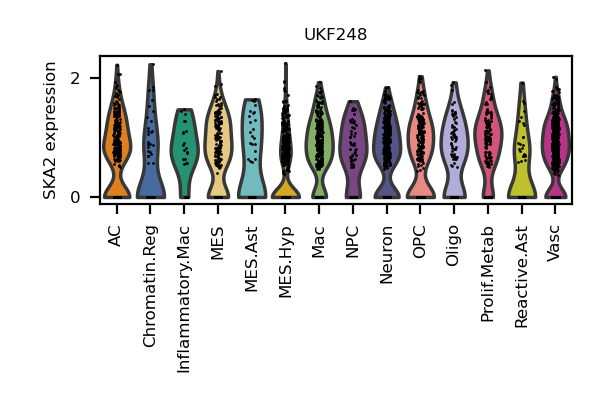 UKF248
SKA2 expression
2
0
AC
Chromatin.Reg
Inflammatory.Mac
MES
MES.Ast
MES.Hyp
Mac
NPC
Neuron
OPC
Oligo
Prolif.Metab
Reactive.Ast
Vasc